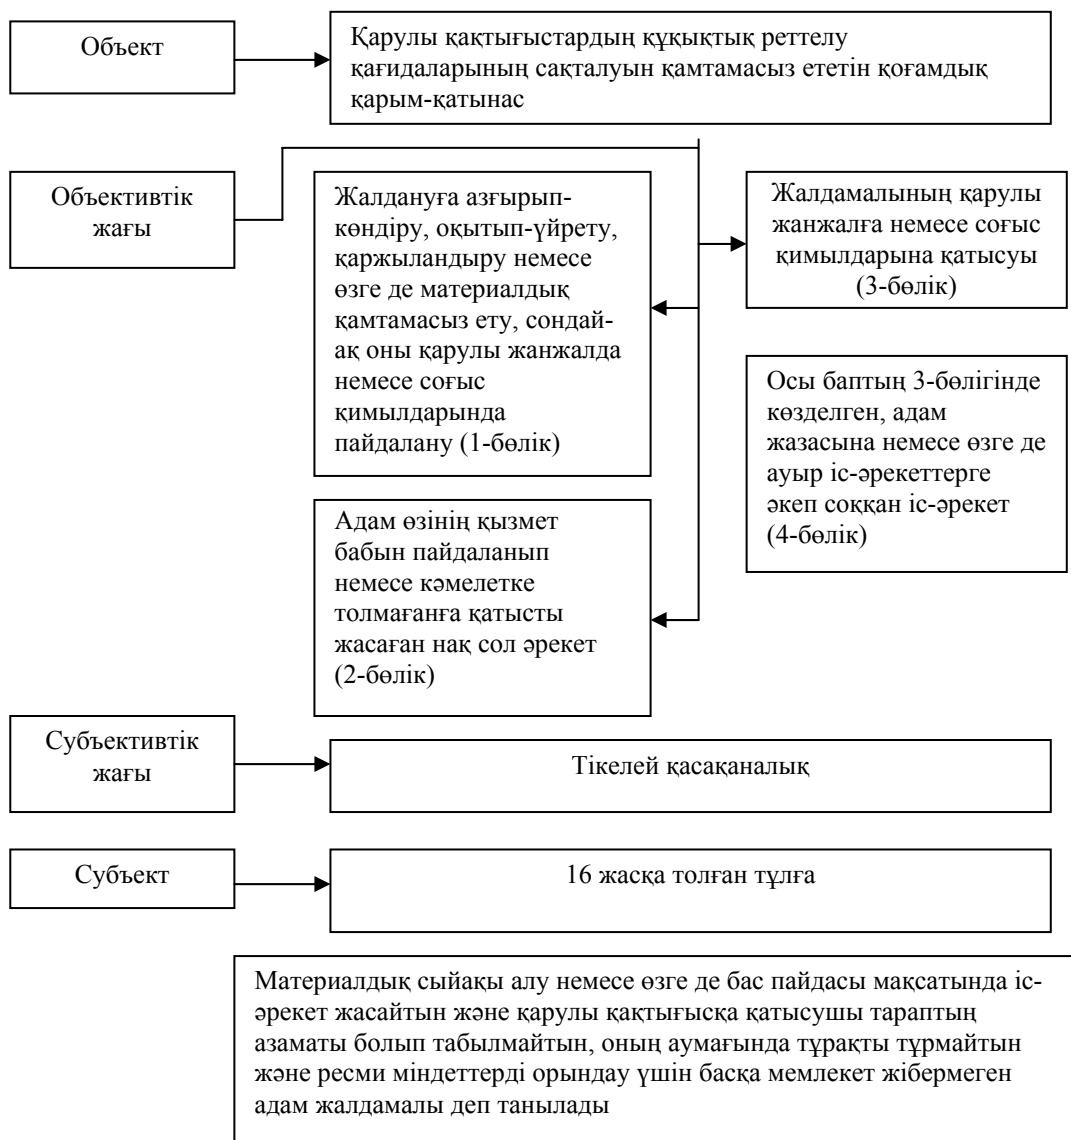 Объект
Қарулы қақтығыстардың құқықтық реттелу
қағидаларының сақталуын қамтамасыз ететін қоғамдық
қарым-қатынас
Объективтік
жағы
Жалдануға азғырып-
көндіру, оқытып-үйрету,
қаржыландыру немесе
өзге де материалдық
қамтамасыз ету, сондай-
ақ оны қарулы жанжалда
немесе соғыс
қимылдарында
пайдалану (1-бөлік)
Жалдамалының қарулы
жанжалға немесе соғыс
қимылдарына қатысуы
(3-бөлік)
Осы баптың 3-бөлігінде
көзделген, адам
жазасына немесе өзге де
ауыр іс-әрекеттерге
әкеп соққан іс-әрекет
(4-бөлік)
Адам өзінің қызмет
бабын пайдаланып
немесе кәмелетке
толмағанға қатысты
жасаған нақ сол әрекет
(2-бөлік)
Субъективтік
жағы
Тікелей қасақаналық
Субъект
16 жасқа толған тұлға
Материалдық сыйақы алу немесе өзге де бас пайдасы мақсатында іс-
әрекет жасайтын және қарулы қақтығысқа қатысушы тараптың
азаматы болып табылмайтын, оның аумағында тұрақты тұрмайтын
және ресми міндеттерді орындау үшін басқа мемлекет жібермеген
адам жалдамалы деп танылады